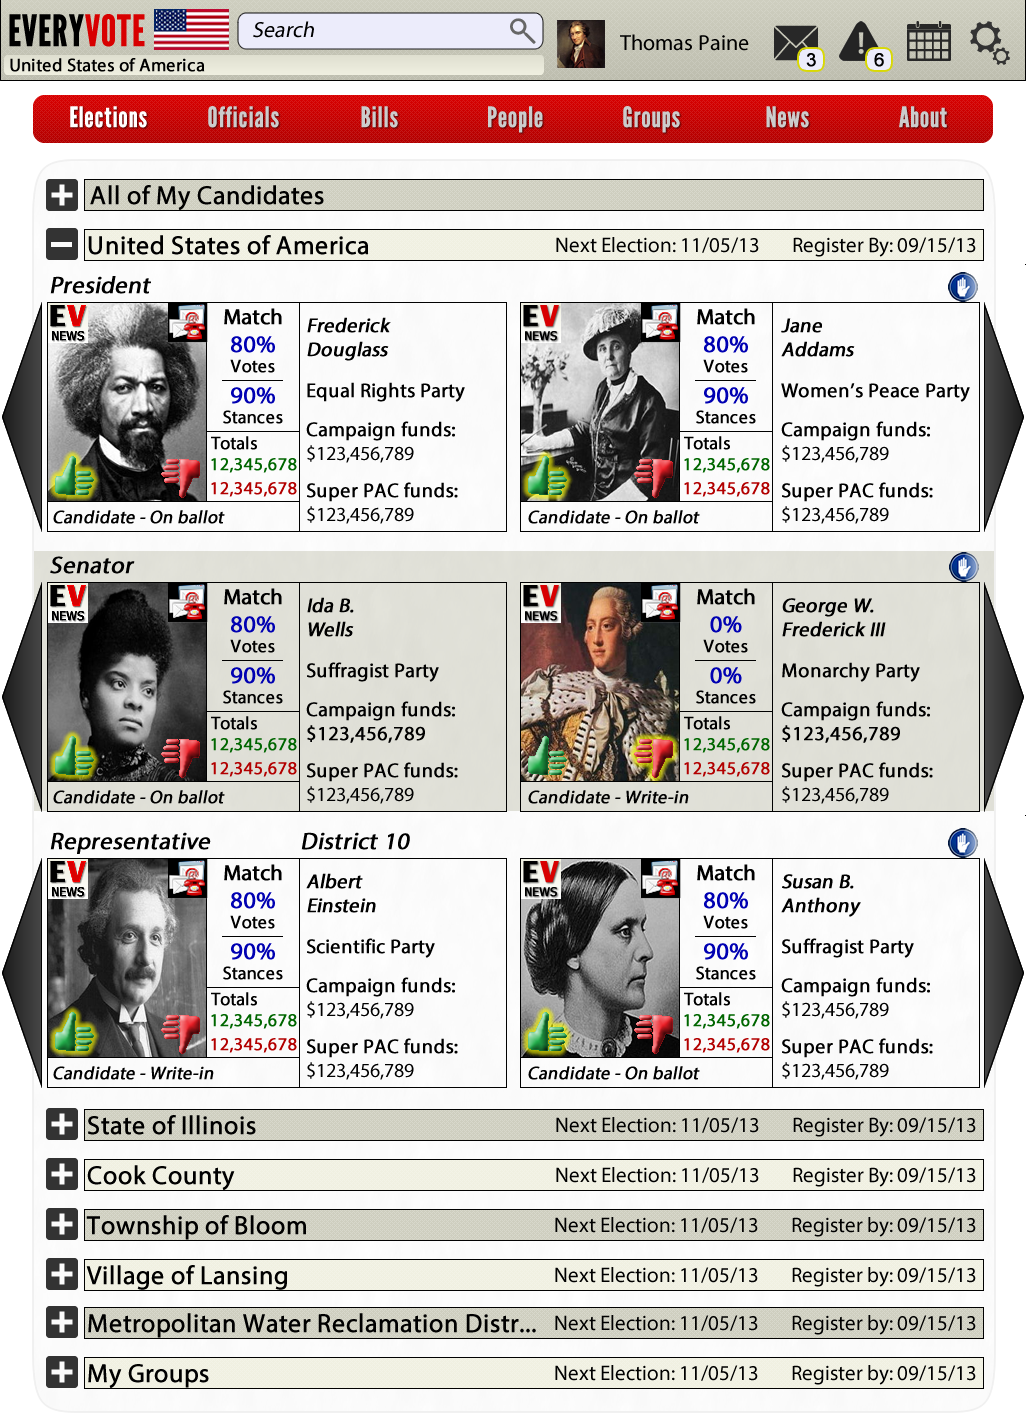 EVERYVOTE
Search
Thomas Paine
3
6
United States of America
Elections
Officials
Bills
People
Groups
News
About
All of My Candidates
United States of America
Next Election: 11/05/13
Register By: 09/15/13
President
EV
NEWS
Match
80%
Votes
90%
Stances
Totals
12,345,678
12,345,678
Candidate - On ballot
Frederick
Douglass
Equal Rights Party
Campaign funds:
$123,456,789
Super PAC funds:
$123,456,789
EV
NEWS
Match
80%
Votes
90%
Stances
Totals
12,345,678
12,345,678
Candidate - On ballot
Jane
Addams
Women's Peace Party
Campaign funds:
$123,456,789
Super PAC funds:
$123,456,789
Senator
EV
NEWS
Match
80%
Votes
90%
Stances
Totals
12,345,678
12,345,678
Candidate - On ballot
Ida B.
Wells
Suffragist Party
Campaign funds:
$123,456,789
Super PAC funds:
$123,456,789
EV
NEWS
Match
0%
Votes
0%
Stances
Totals
12,345,678
12,345,678
Candidate - Write-in
George W.
Frederick III
Monarchy Party
Campaign funds:
$123,456,789
Super PAC funds:
$123,456,789
Representative
District 10
EV
NEWS
Match
80%
Votes
90%
Stances
Totals
12,345,678
12,345,678
Candidate - Write-in
Albert
Einstein
Scientific Party
Campaign funds:
$123,456,789
Super PAC funds:
$123,456,789
EV
NEWS
Match
80%
Votes
90%
Stances
Totals
12,345,678
12,345,678
Candidate - On ballot
Susan B.
Anthony
Suffragist Party
Campaign funds:
$123,456,789
Super PAC funds:
$123,456,789
State of Illinois
Next Election: 11/05/13
Register By: 09/15/13
Cook County
Next Election: 11/05/13
Register By: 09/15/13
Township of Bloom
Next Election: 11/05/13
Register by: 09/15/13
Village of Lansing
Next Election: 11/05/13
Register by: 09/15/13
Metropolitan Water Reclamation Distr...
Next Election: 11/05/13
Register by: 09/15/13
My Groups
Next Election: 11/05/13
Register by: 09/15/13